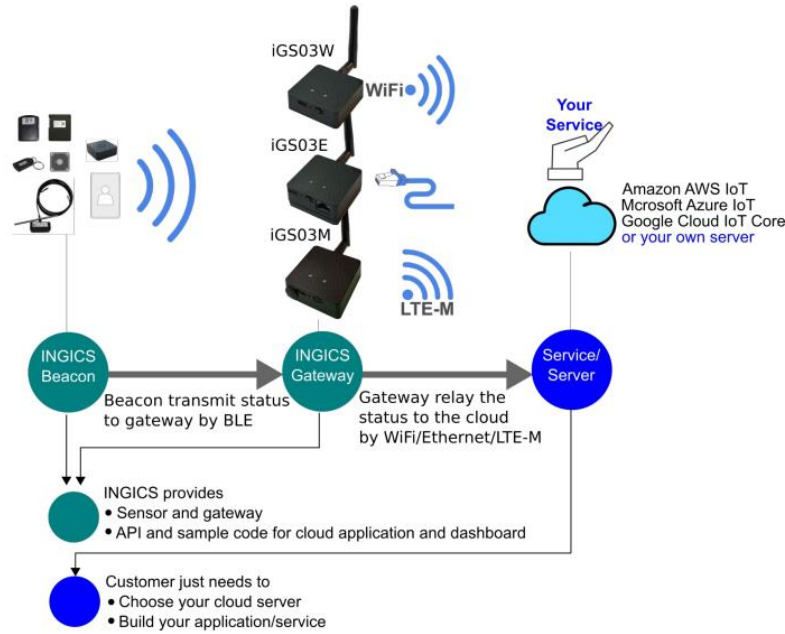 iGS03W
WiFi
iGS03E
iGS03M
LTE-M
Your
Service
Amazon AWS IoT
Mcrosoft Azure IoT
Google Cloud IoT Core
or your own server
INGICS
Beacon
INGICS
Gateway
Service/
Server
Beacon transmit status
to gateway by BLE
Gateway relay the
status to the cloud
by WiFi/Ethernet/LTE-M
INGICS provides
• Sensor and gateway
• API and sample code for cloud application and dashboard
Customer just needs to
• Choose your cloud server
• Build your application/service